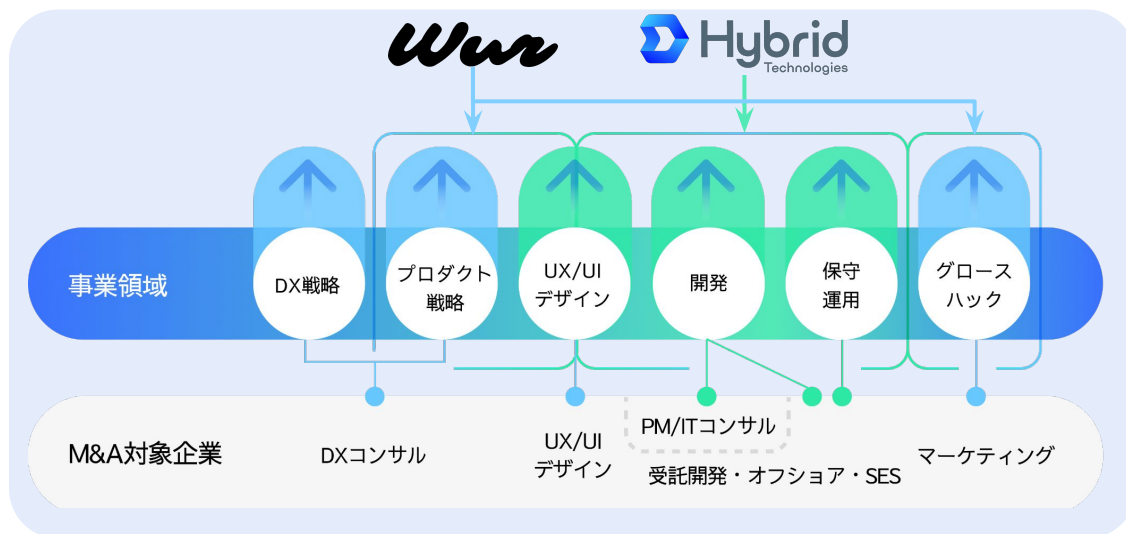 Wur
Hybrid
Technologies
事業領域
DX戦略
プロダクト
戦略
UX/UI
デザイン
開発
保守
運用
グロース
ハック
M&A対象企業
DXコンサル
UX/UI
デザイン
PM/ITコンサル
受託開発・オフショア・SES
マーケティング